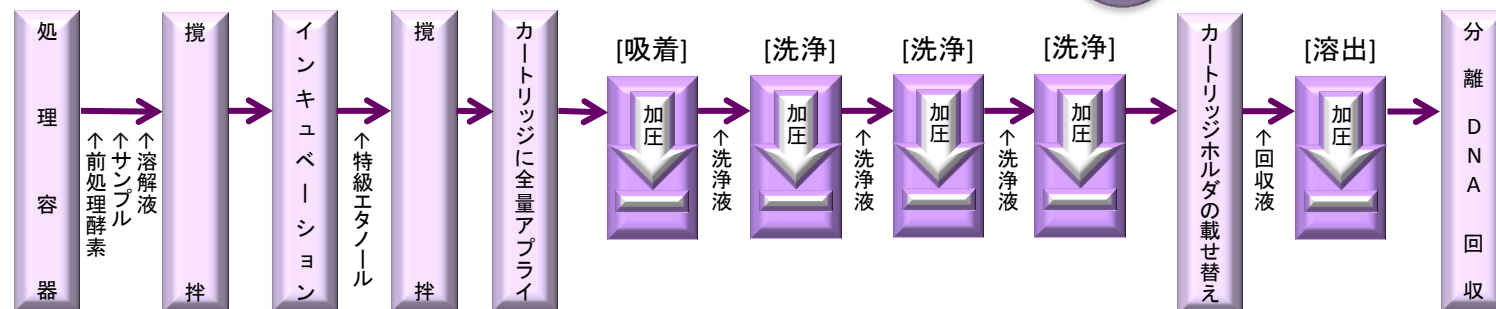 処理容器
↑前処理酵素
↑サンプル
↑溶解液
撹拌
インキュベーション
↑特級エタノール
撹拌
カートリッジに全量アプライ
[吸着]
加圧
↑洗浄液
[洗浄]
加圧
↑洗浄液
[洗浄]
加圧
↑洗浄液
[洗浄]
加圧
カートリッジホルダの載せ替え
↑回収液
[溶出]
加圧
分離DNA回収